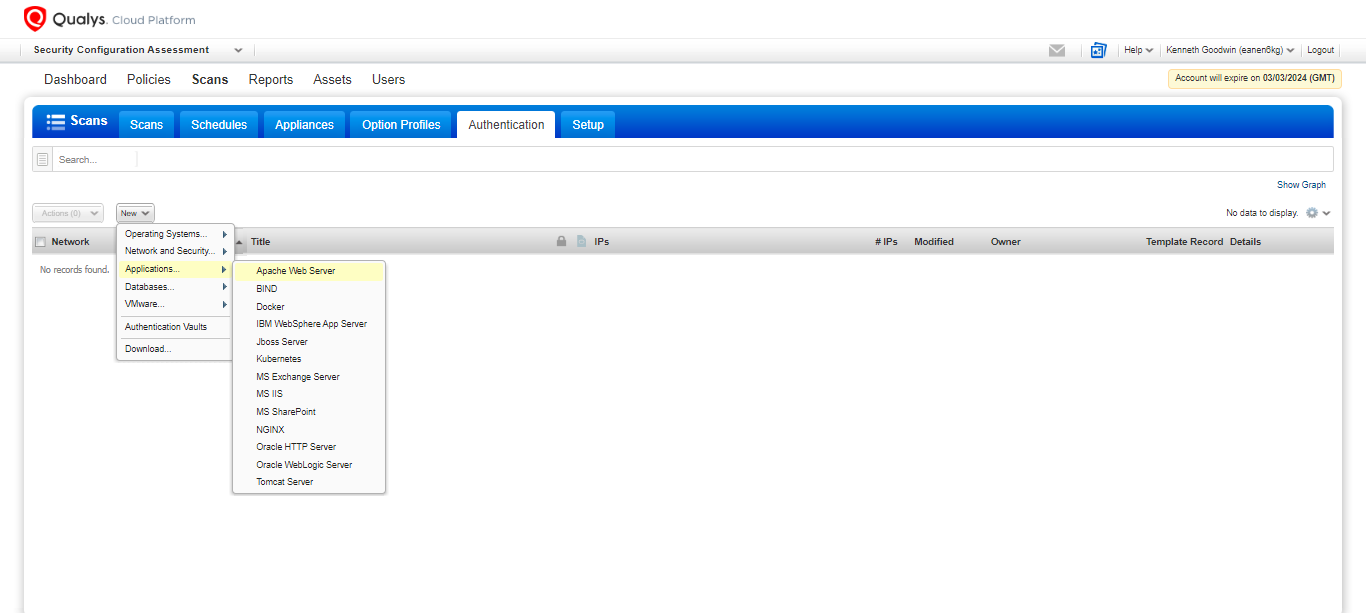 Qualys. Cloud Platform
Security Configuration Assessment
Help Kenneth Goodwin (eanen6kg) Logout
Dashboard Policies Scans Reports Assets Users
Account will expire on 03/03/2024 (GMT)
Scans Scans Schedules Appliances Option Profiles Authentication Setup
Search...
Show Graph
Actions (0) New No data to display.
Network Title IPs # IPs Modified Owner Template Record Details
No records found.
Operating Systems...
Network and Security...
Applications...
Databases...
VMware...
Authentication Vaults
Download...
Apache Web Server
BIND
Docker
IBM WebSphere App Server
Jboss Server
Kubernetes
MS Exchange Server
MS IIS
MS SharePoint
NGINX
Oracle HTTP Server
Oracle WebLogic Server
Tomcat Server